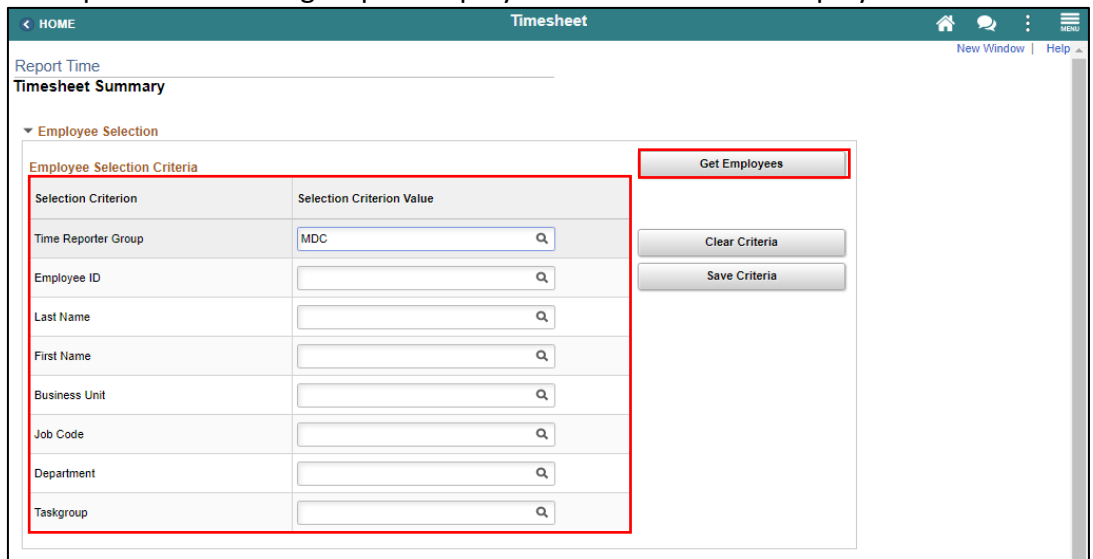 HOME
Timesheet
MENU
New Window | Help
Report Time
Timesheet Summary
Employee Selection
Employee Selection Criteria
Get Employees
Selection Criterion
Selection Criterion Value
Time Reporter Group
MDC
Clear Criteria
Employee ID
Save Criteria
Last Name
First Name
Business Unit
Job Code
Department
Taskgroup